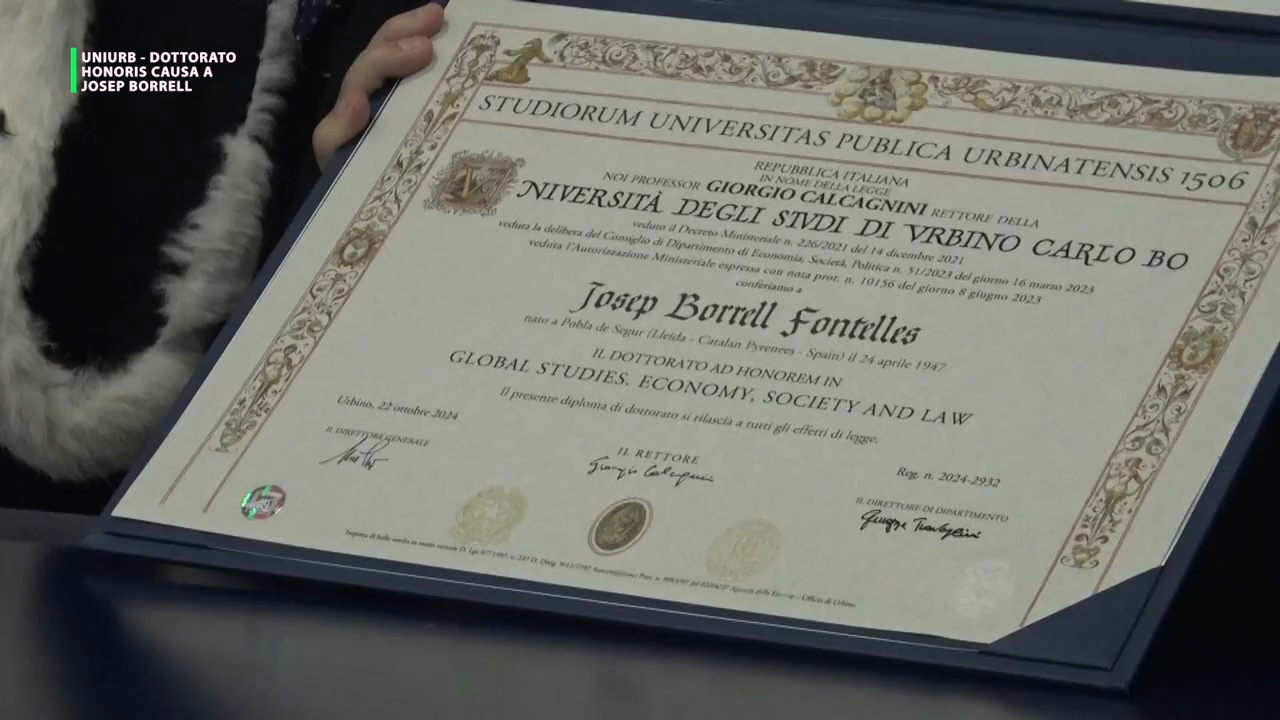 UNIURB - DOTTORATO
HONORIS CAUSA A
JOSEP BORRELL
STUDIORUM UNIVERSITAS PUBLICA URBINATENSIS 1506
REPUBBLICA ITALIANA
IN NOME DELLA LEGGE
NOI PROFESSOR GIORGIO CALCAGNINI RETTORE DELLA
VNIVERSITÀ DEGLI STVDI DI VRBINO CARLO BO
veduto il Decreto Ministeriale n. 226/2021 del 14 dicembre 2021
veduta la delibera del Consiglio di Dipartimento di Economia, Società, Politica n. 51/2023 del giorno 16 marzo 2023
veduta l'Autorizzazione Ministeriale espressa con nota prot. n. 10156 del giorno 8 giugno 2023
conferiamo a
Josep Borrell Fontelles
nato a Pobla de Segur (Lleida - Catalan Pyrenees - Spain) il 24 aprile 1947
IL DOTTORATO AD HONOREM IN
GLOBAL STUDIES, ECONOMY, SOCIETY AND LAW
Il presente diploma di dottorato si rilascia a tutti gli effetti di legge.
Urbino, 22 ottobre 2024
IL DIRETTORE GENERALE
IL RETTORE
Giorgio Calcagnini
Reg. n. 2024-2932
IL DIRETTORE DI DIPARTIMENTO
Giuseppe Travaglini